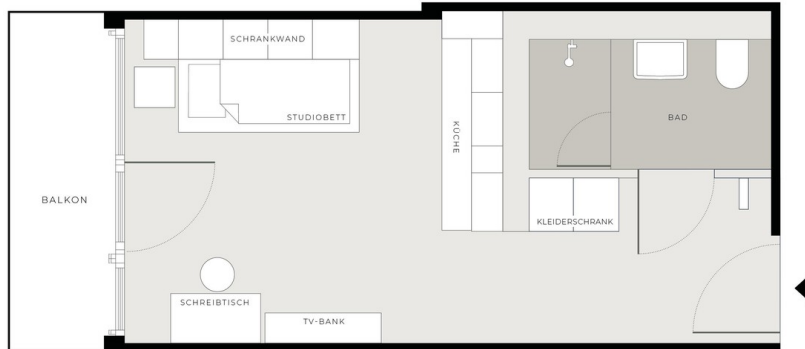 SCHRANKWAND
STUDIOBETT
KÜCHE
BAD
BALKON
KLEIDERSCHRANK
SCHREIBTISCH
TV-BANK